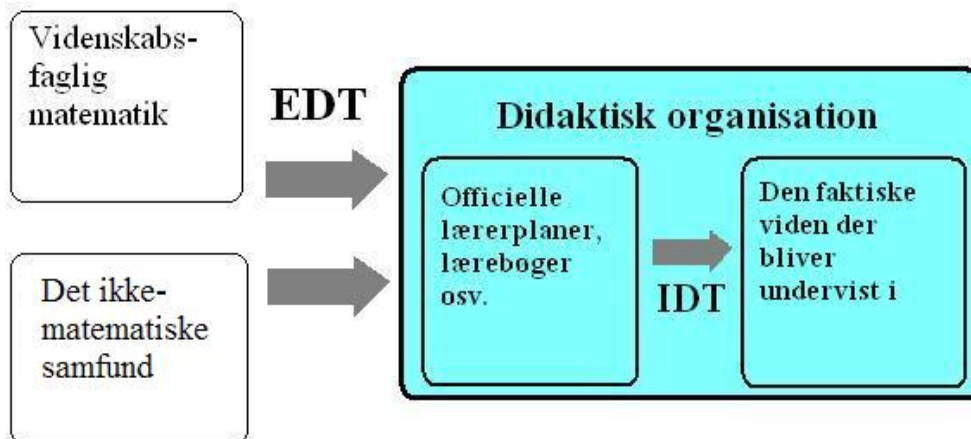 Videnskabs-
faglig
matematik
Det ikke-
matematiske
samfund
EDT
Didaktisk organisation
Officielle
lærerplaner,
lærebøger
osv.
IDT
Den faktiske
viden der
bliver
undervist i